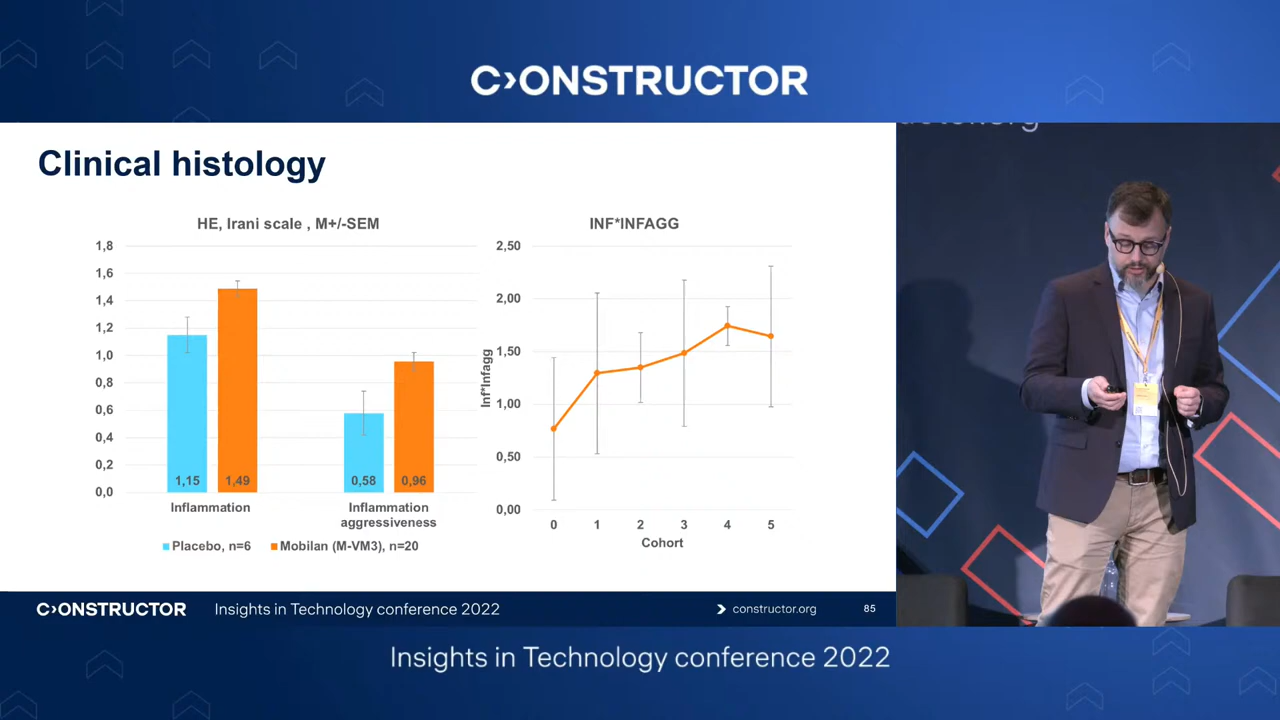 C›ONSTRUCTOR
Clinical histology
HE, Irani scale , M+/-SEM
1,8
1,6
1,4
1,2
1,0
0,8
0,6
0,4
0,2
0,0
1,15
1,49
0,58
0,96
Inflammation
Inflammation
aggressiveness
Placebo, n=6
Mobilan (M-VM3), n=20
INF*INFAGG
2,50
2,00
1,50
1,00
0,50
0,00
Inf*Infagg
0 1 2 3 4 5
Cohort
C›ONSTRUCTOR
Insights in Technology conference 2022
constructor.org
85
Insights in Technology conference 2022